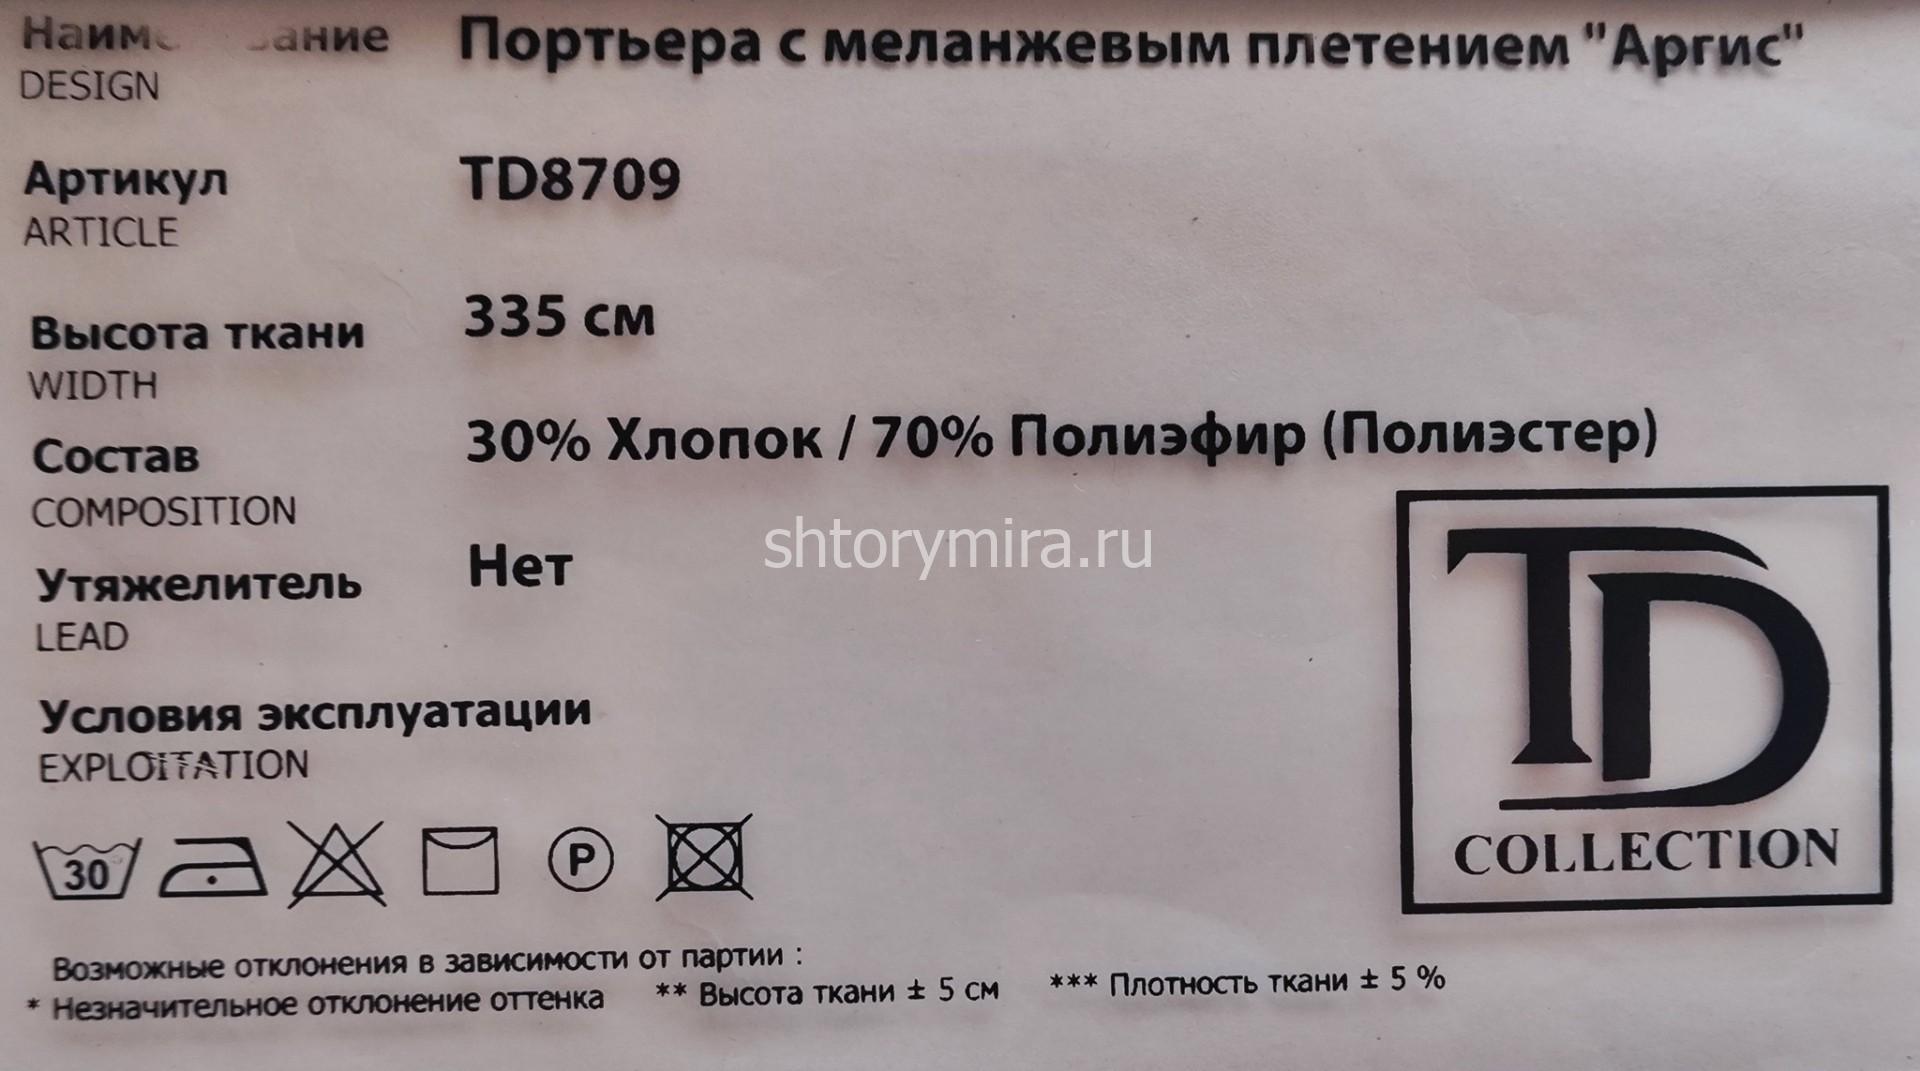 Портьера с меланжевым плетением "Аргис"
DESIGN
Артикул TD8709
ARTICLE
Высота ткани 335 см
WIDTH
Состав 30% Хлопок / 70% Полиэфир (Полиэстер)
COMPOSITION
shtorymira.ru
Утяжелитель Нет
LEAD
Условия эксплуатации
EXPLOITATION
30 P
TD
COLLECTION
Возможные отклонения в зависимости от партии :
* Незначительное отклонение оттенка ** Высота ткани ± 5 см *** Плотность ткани ± 5 %